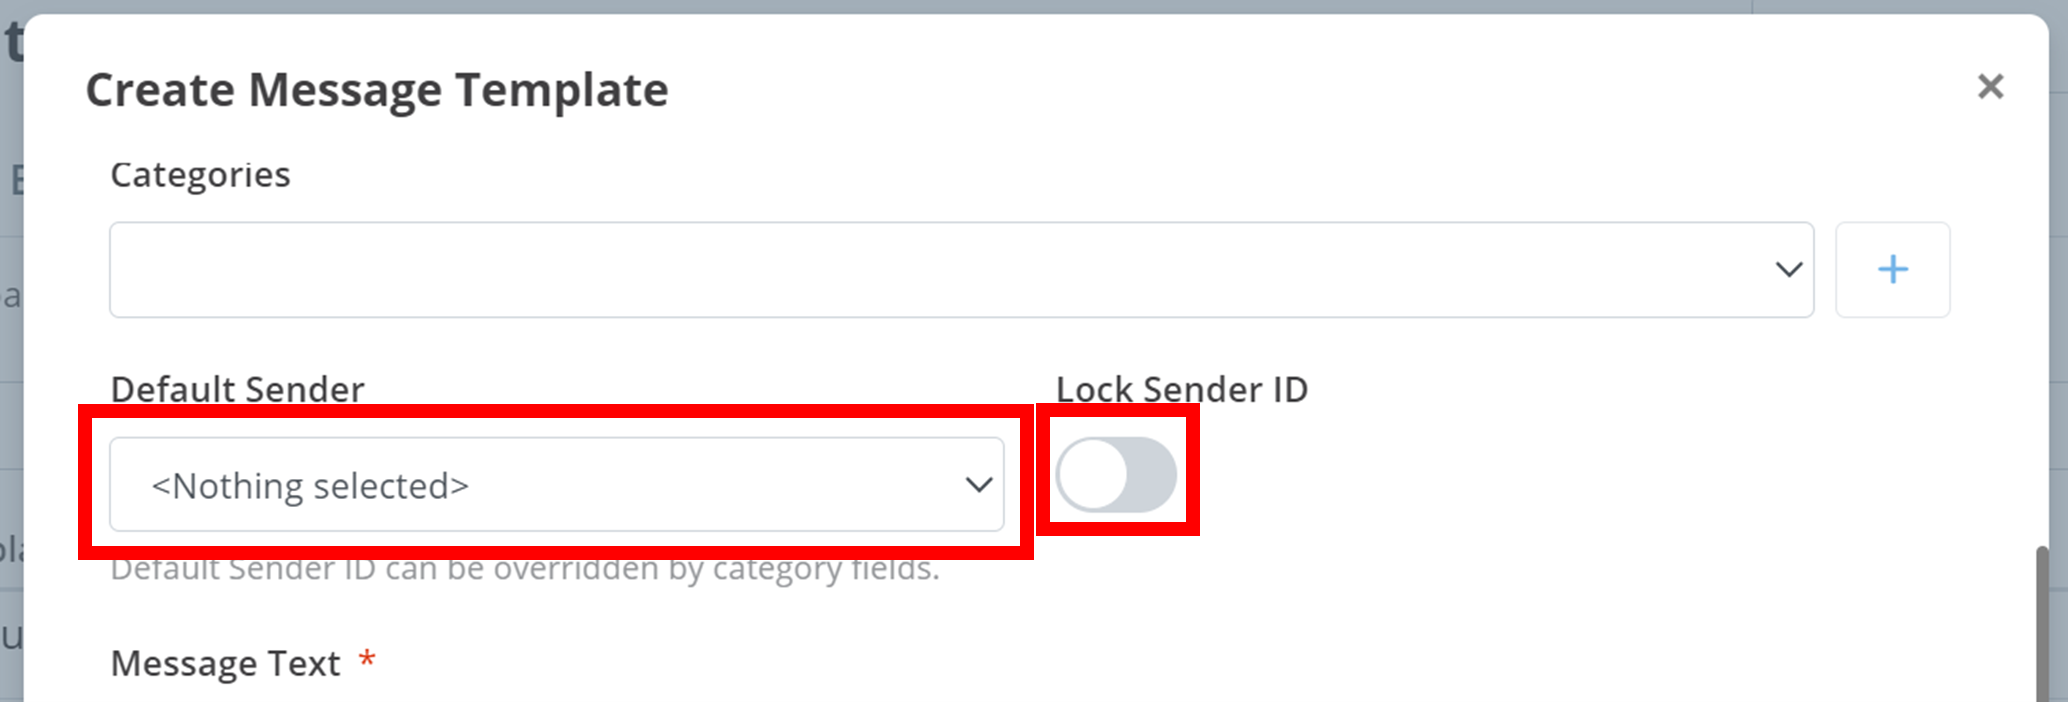 Create Message Template
Categories
Default Sender
Lock Sender ID
<Nothing selected>
Default Sender ID can be overridden by category fields.
Message Text *